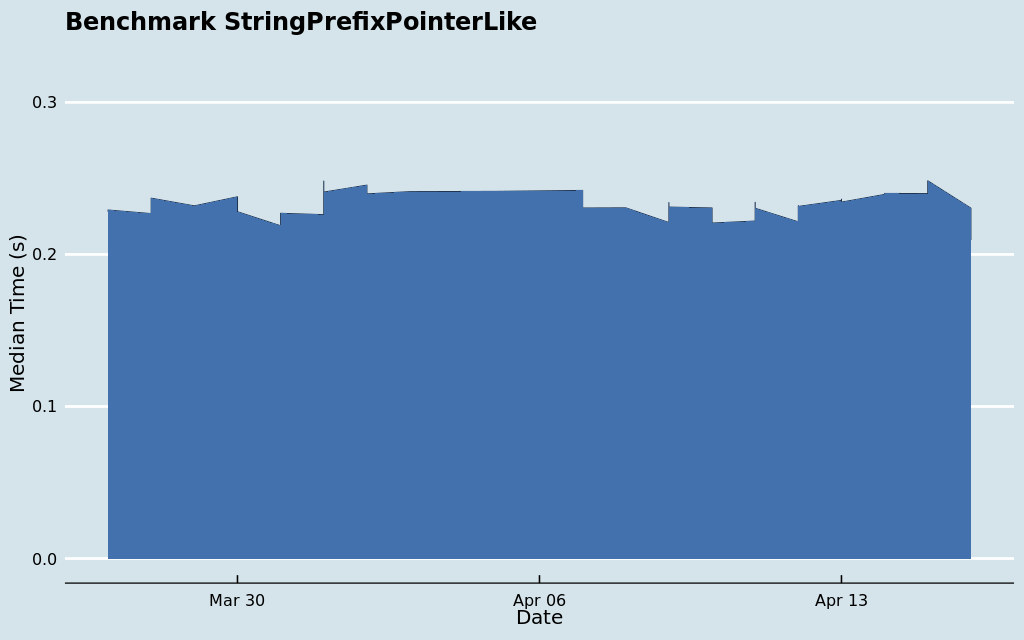 Benchmark StringPrefixPointerLike
0.3
0.2
0.1
0.0
Median Time (s)
Mar 30
Apr 06
Apr 13
Date